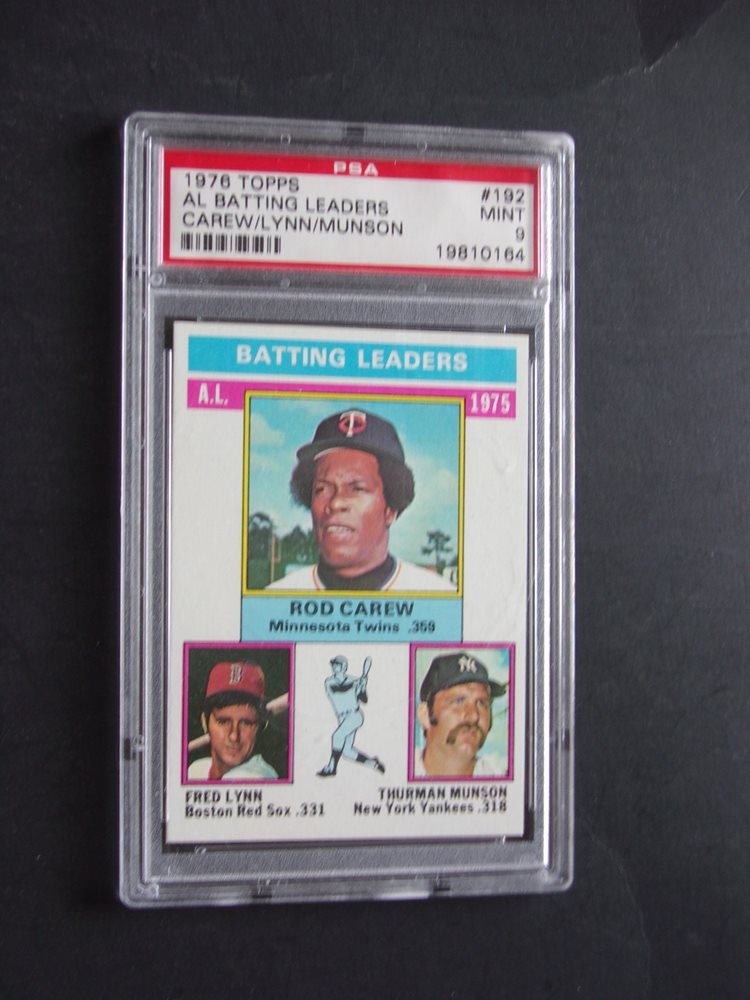 PSA
1976 TOPPS #192
AL BATTING LEADERS MINT
CAREW/LYNN/MUNSON 9
19810164
BATTING LEADERS
A.L. 1975
T C
ROD CAREW
Minnesota Twins .359
B NY
FRED LYNN THURMAN MUNSON
Boston Red Sox .331 New York Yankees .318